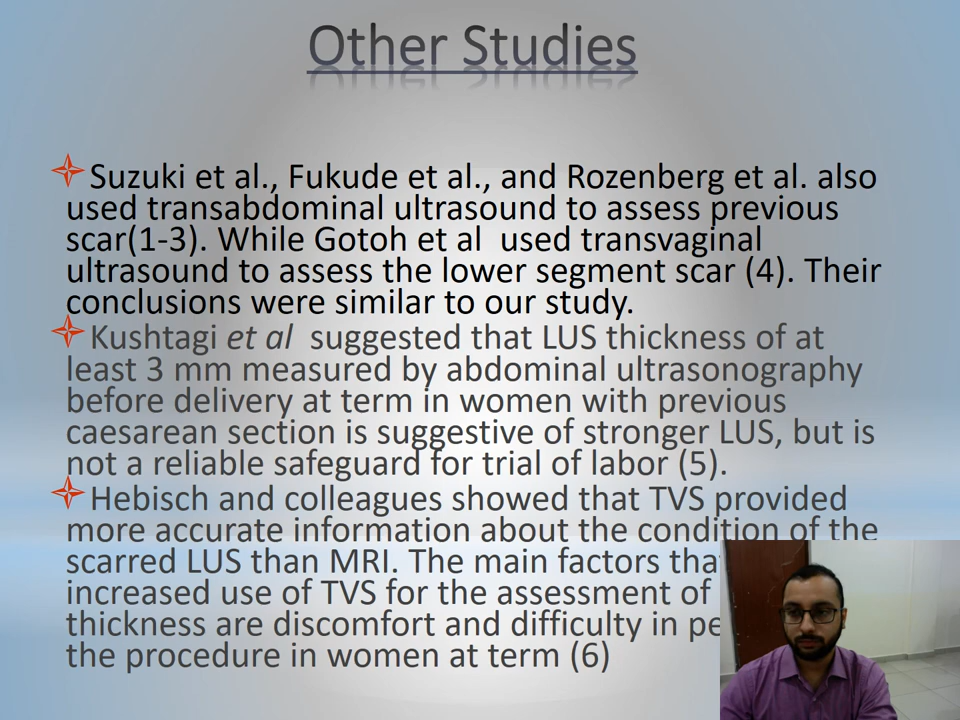 Other Studies
Suzuki et al., Fukude et al., and Rozenberg et al. also
used transabdominal ultrasound to assess previous
scar(1-3). While Gotoh et al used transvaginal
ultrasound to assess the lower segment scar (4). Their
conclusions were similar to our study.
Kushtagi et al suggested that LUS thickness of at
least 3 mm measured by abdominal ultrasonography
before delivery at term in women with previous
caesarean section is suggestive of stronger LUS, but is
not a reliable safeguard for trial of labor (5).
Hebisch and colleagues showed that TVS provided
more accurate information about the condition of the
scarred LUS than MRI. The main factors
increased use of TVS for the assessment of
thickness are discomfort and difficulty in
the procedure in women at term (6)